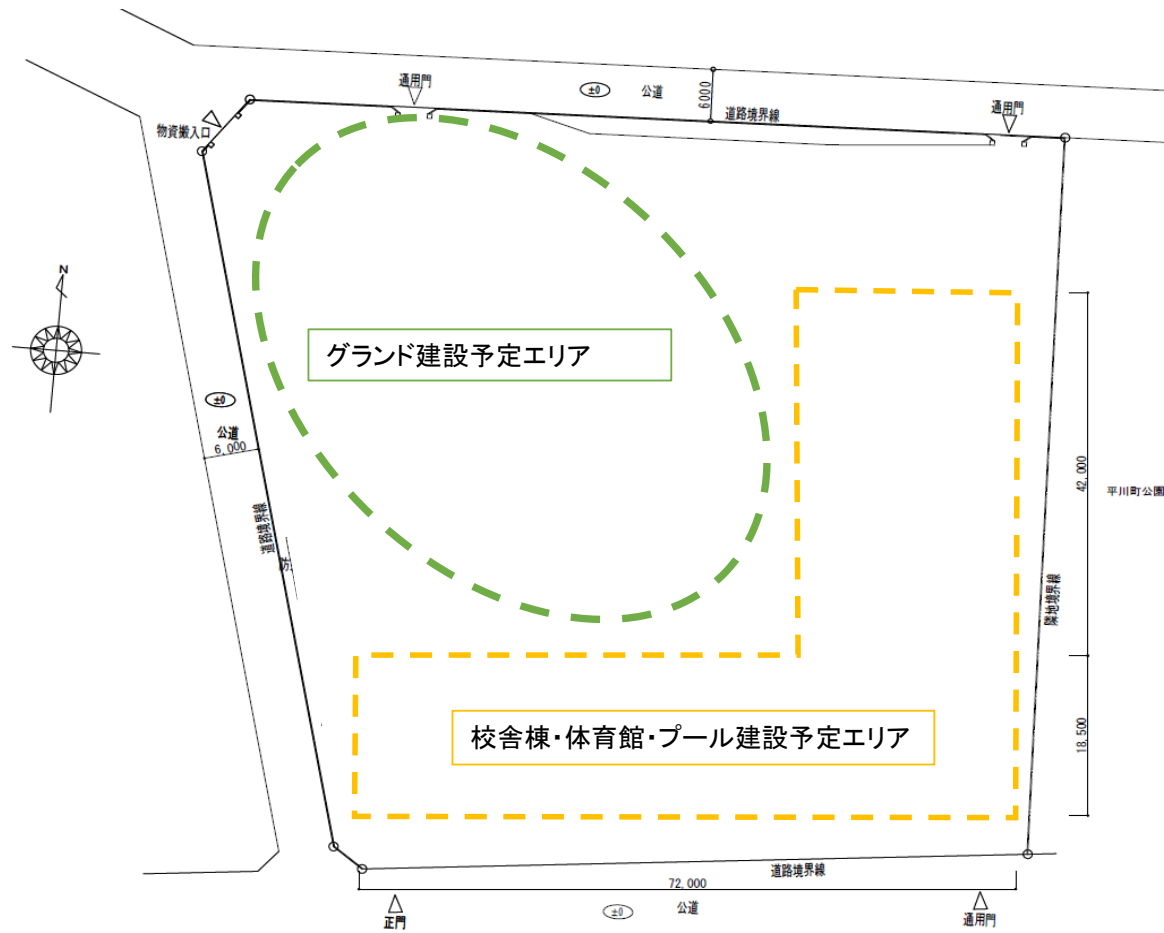 通用門
±0
公道
6000
道路境界線
通用門
物資搬入口
N
グランド建設予定エリア
±0
公道
6,000
42,000
平川町公園
道路境界線
隣地境界線
校舎棟・体育館・プール建設予定エリア
18,500
道路境界線
72,000
正門
±0
公道
通用門